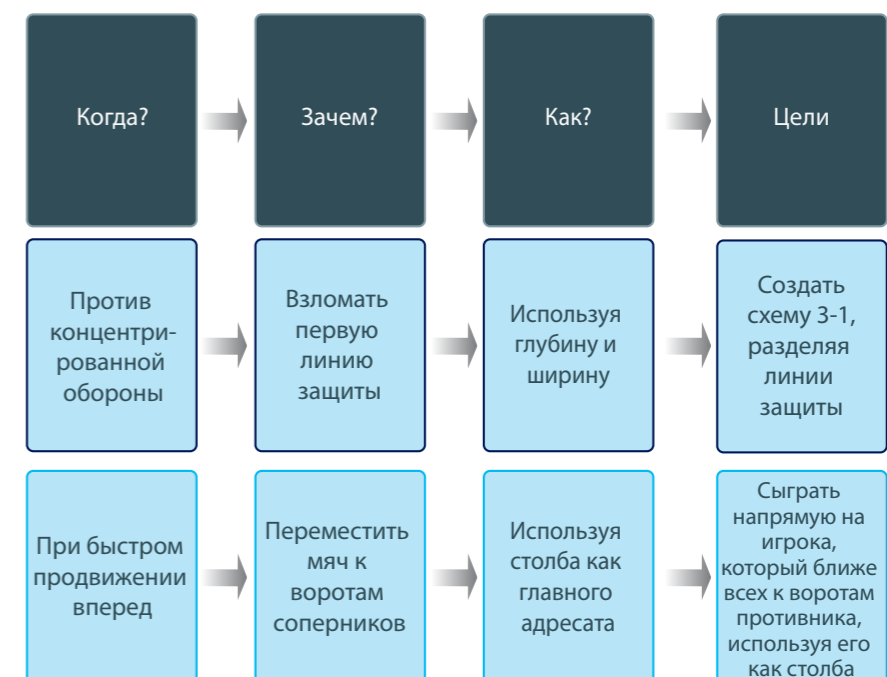 Когда?
Зачем?
Как?
Цели
Против
концентри-
рованной
обороны
Взломать
первую
линию
защиты
Используя
глубину и
ширину
Создать
схему 3-1,
разделяя
линии
защиты
При быстром
продвижении
вперед
Переместить
мяч к
воротам
соперников
Используя
столба как
главного
адресата
Сыграть
напрямую на
игрока,
который ближе
всех к воротам
противника,
используя его
как столба